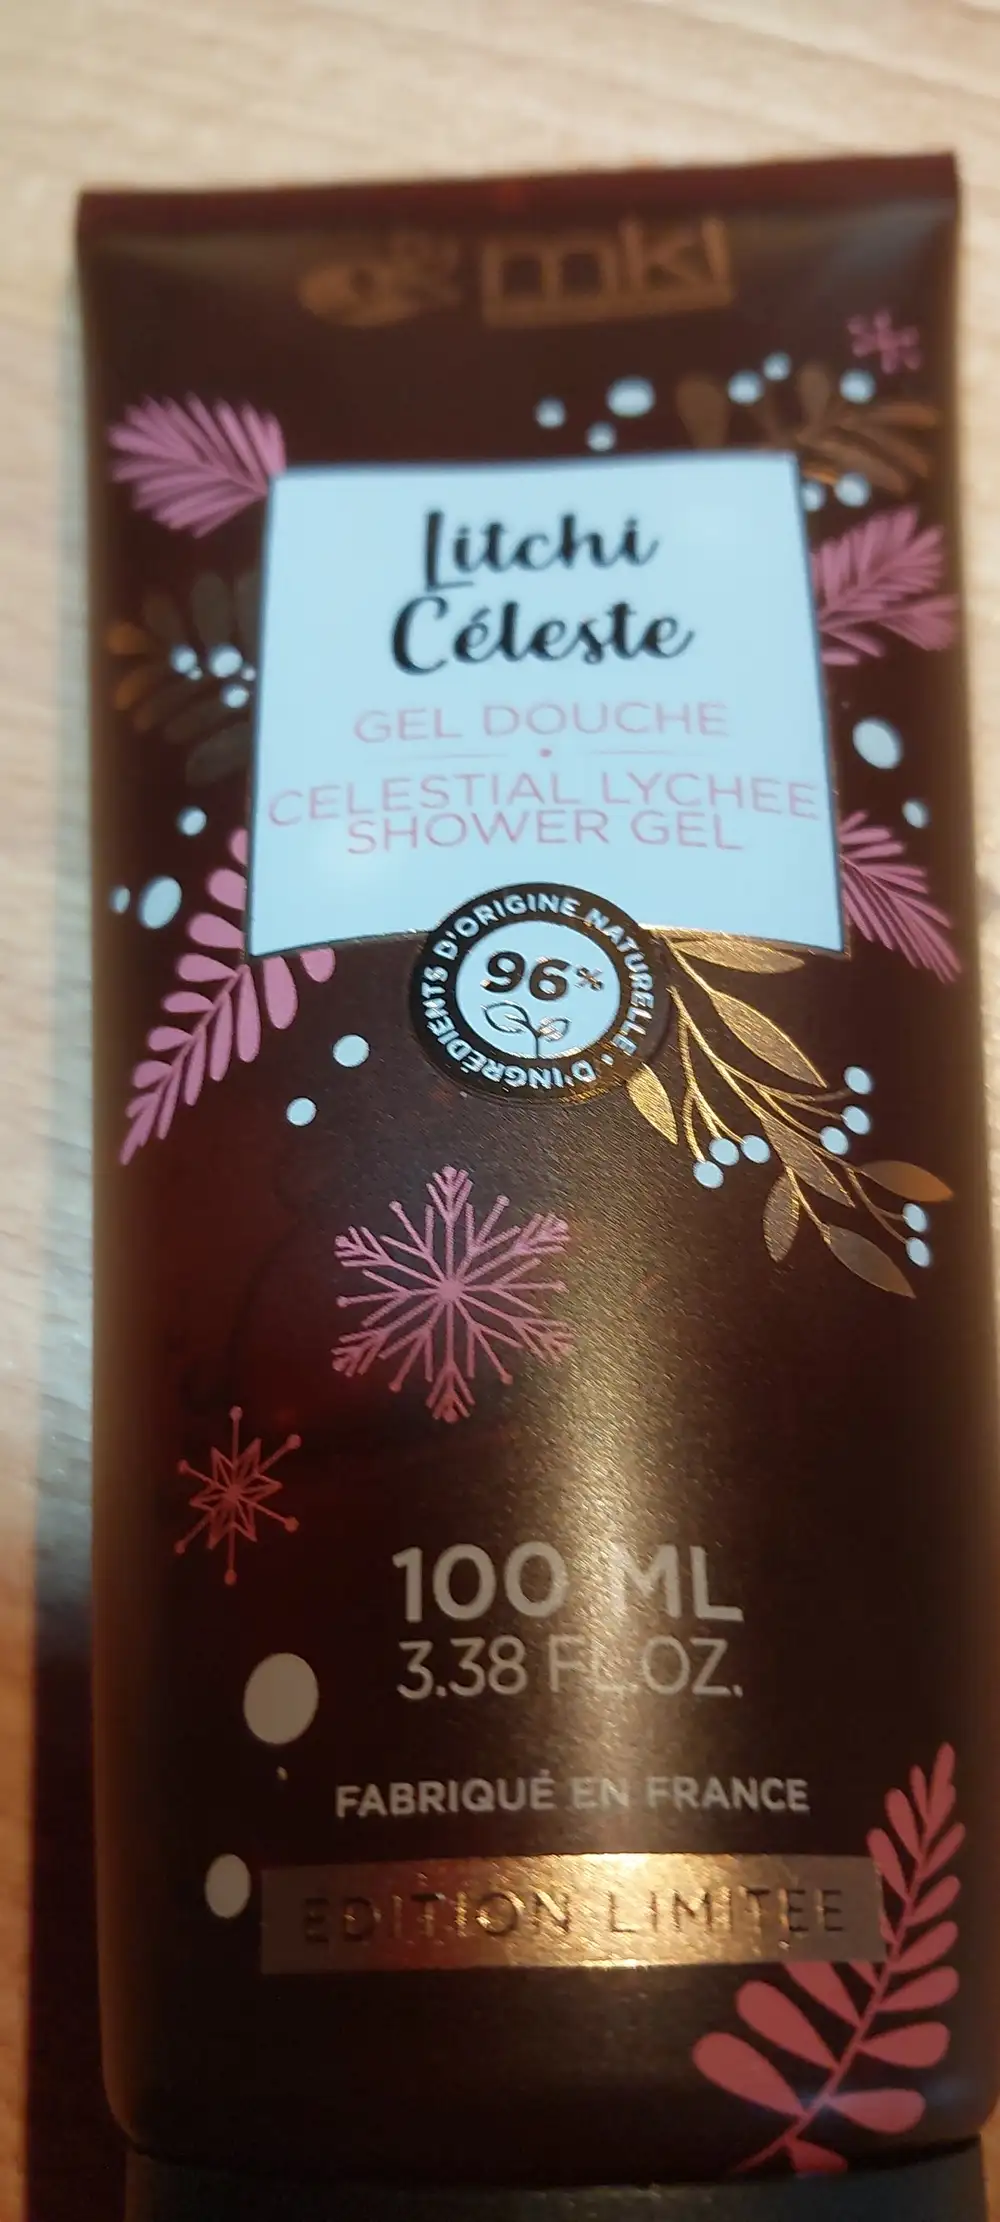 mkl
Litchi
Céleste
GEL DOUCHE
CELESTIAL LYCHEE
SHOWER GEL
D'INGRÉDIENTS D'ORIGINE NATURELLE •
96%
100 ML
3.38 FL.OZ.
FABRIQUÉ EN FRANCE
EDITION LIMITEE